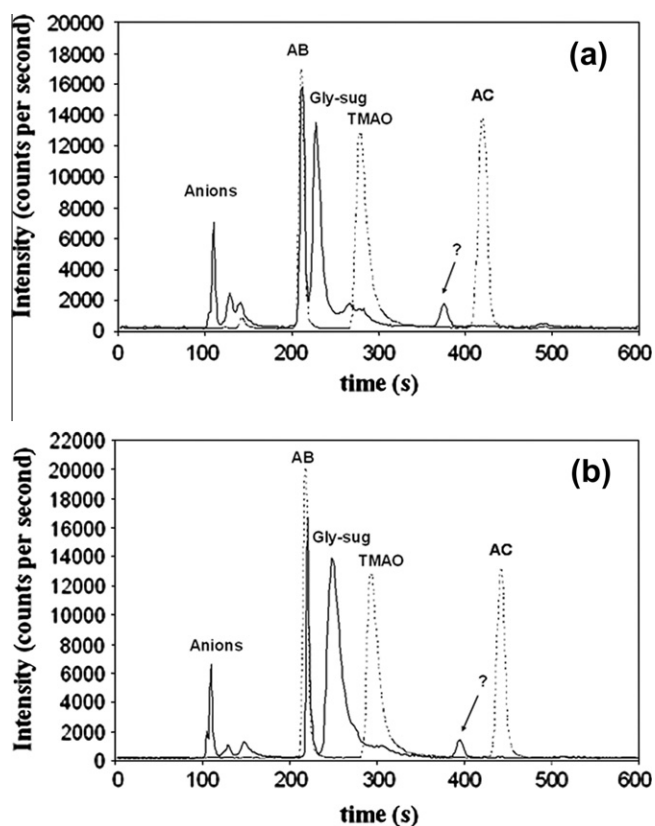 (a)
Intensity (counts per second)
20000
18000
16000
14000
12000
10000
8000
6000
4000
2000
0
Anions
AB
Gly-sug
TMAO
?
AC
0 100 200 300 400 500 600
time (s)
(b)
Intensity (counts per second)
22000
20000
18000
16000
14000
12000
10000
8000
6000
4000
2000
0
Anions
AB
Gly-sug
TMAO
?
AC
0 100 200 300 400 500 600
time (s)